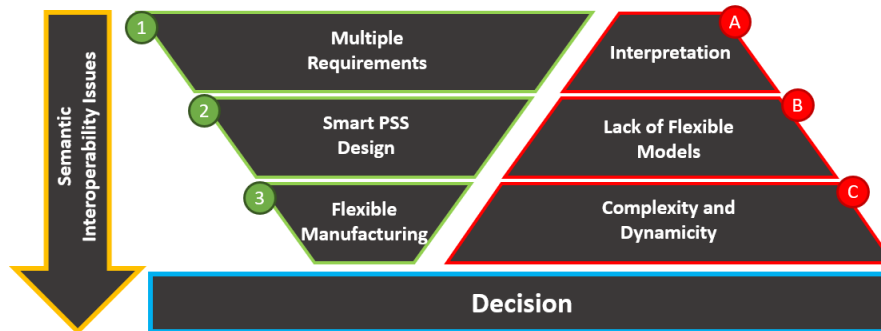 Semantic
Interoperability Issues
1
Multiple
Requirements
2
Smart PSS
Design
3
Flexible
Manufacturing
A
Interpretation
B
Lack of Flexible
Models
C
Complexity and
Dynamicity
Decision